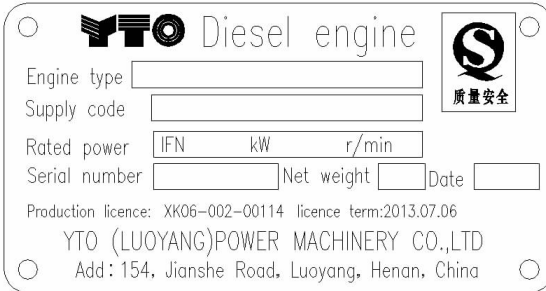 YTO Diesel engine
QS
质量安全
Engine type
Supply code
Rated power IFN kW r/min
Serial number Net weight Date
Production licence: XK06-002-00114 licence term:2013.07.06
YTO (LUOYANG)POWER MACHINERY CO.,LTD
Add:154, Jianshe Road, Luoyang, Henan, China